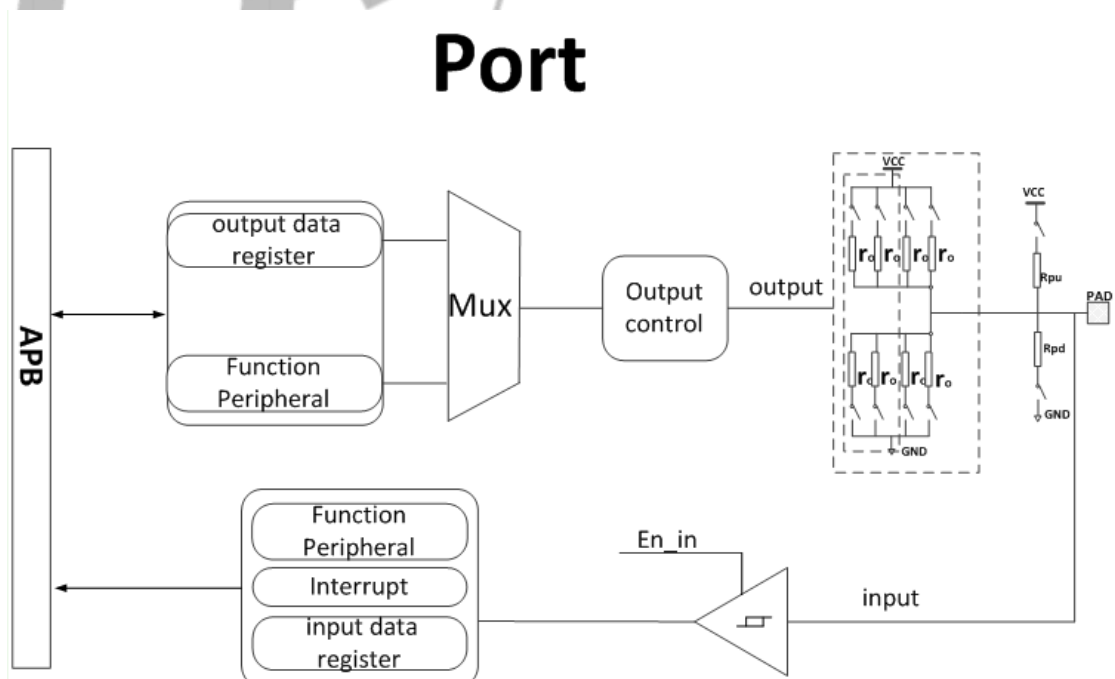 Port
APB
output data
register
Function
Peripheral
Mux
Output
control
output
VCC
rₒ rₒ rₒ rₒ
rₒ rₒ rₒ rₒ
GND
VCC
Rpu
PAD
Rpd
GND
Function
Peripheral
Interrupt
input data
register
En_in
input